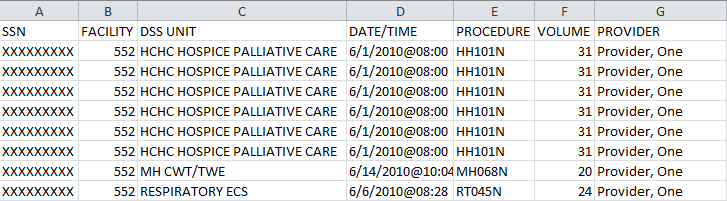 A B C D E F G
SSN FACILITY DSS UNIT DATE/TIME PROCEDURE VOLUME PROVIDER
XXXXXXXXX 552 HCHC HOSPICE PALLIATIVE CARE 6/1/2010@08:00 HH101N 31 Provider, One
XXXXXXXXX 552 HCHC HOSPICE PALLIATIVE CARE 6/1/2010@08:00 HH101N 31 Provider, One
XXXXXXXXX 552 HCHC HOSPICE PALLIATIVE CARE 6/1/2010@08:00 HH101N 31 Provider, One
XXXXXXXXX 552 HCHC HOSPICE PALLIATIVE CARE 6/1/2010@08:00 HH101N 31 Provider, One
XXXXXXXXX 552 HCHC HOSPICE PALLIATIVE CARE 6/1/2010@08:00 HH101N 31 Provider, One
XXXXXXXXX 552 HCHC HOSPICE PALLIATIVE CARE 6/1/2010@08:00 HH101N 31 Provider, One
XXXXXXXXX 552 MH CWT/TWE 6/14/2010@10:04 MH068N 20 Provider, One
XXXXXXXXX 552 RESPIRATORY ECS 6/6/2010@08:28 RT045N 24 Provider, One